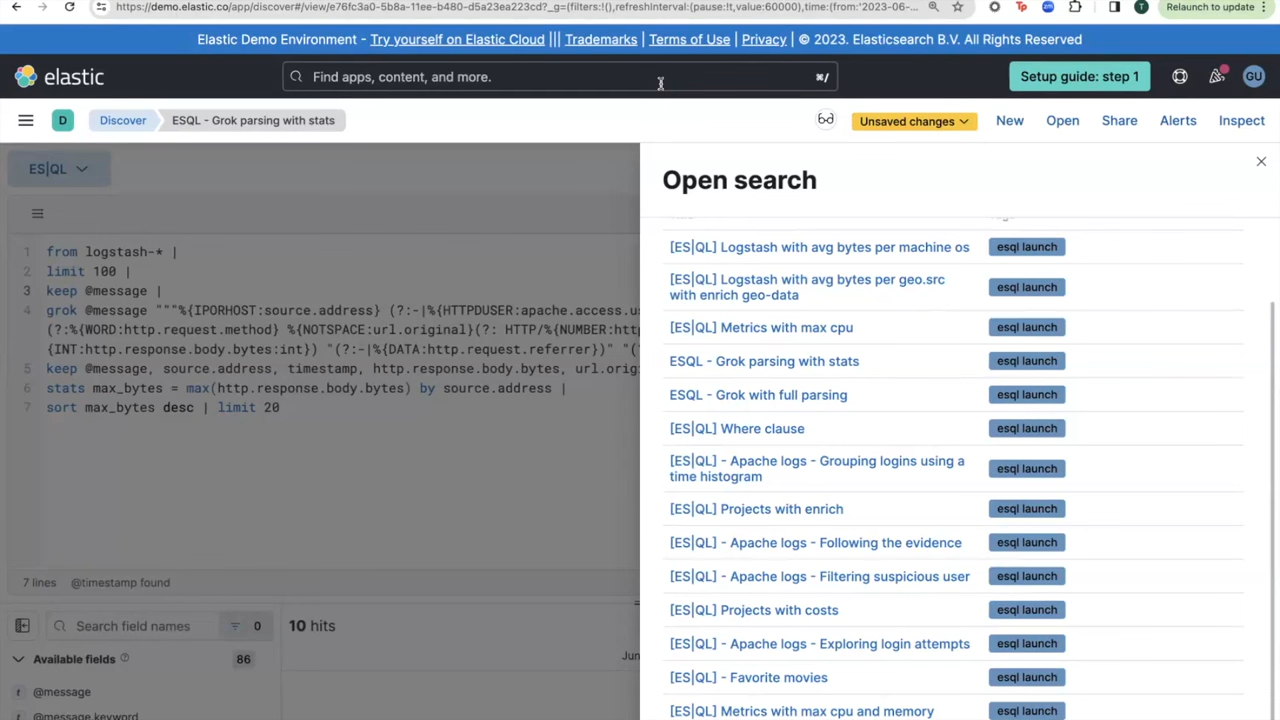 https://demo.elastic.co/app/discover#/view/e76fc3a0-5b8a-11ee-b480-d5a23ea223cd?_g=(filters:!(),refreshInterval:(pause:!t,value:60000),time:(from:'2023-06-...
T
Relaunch to update
Elastic Demo Environment - Try yourself on Elastic Cloud ||| Trademarks | Terms of Use | Privacy | © 2023. Elasticsearch B.V. All Rights Reserved
elastic
Find apps, content, and more.
⌘/
Setup guide: step 1
GU
D
Discover
ESQL - Grok parsing with stats
Unsaved changes
New
Open
Share
Alerts
Inspect
ES|QL
1 from logstash-* |
2 limit 100 |
3 keep @message |
4 grok @message """%{IPORHOST:source.address} (?:-|%{HTTPDUSER:apache.access.us
(?:%{WORD:http.request.method} %{NOTSPACE:url.original}(?: HTTP/%{NUMBER:http
{INT:http.response.body.bytes:int}) "(?:-|%{DATA:http.request.referrer})" "(
5 keep @message, source.address, timestamp, http.response.body.bytes, url.orig
6 stats max_bytes = max(http.response.body.bytes) by source.address |
7 sort max_bytes desc | limit 20
7 lines
@timestamp found
Search field names
0
10 hits
Available fields
86
Jun
t @message
t @message.keyword
Open search
[ES|QL] Logstash with avg bytes per machine os
esql launch
[ES|QL] Logstash with avg bytes per geo.src
with enrich geo-data
esql launch
[ES|QL] Metrics with max cpu
esql launch
ESQL - Grok parsing with stats
esql launch
ESQL - Grok with full parsing
esql launch
[ES|QL] Where clause
esql launch
[ES|QL] - Apache logs - Grouping logins using a
time histogram
esql launch
[ES|QL] Projects with enrich
esql launch
[ES|QL] - Apache logs - Following the evidence
esql launch
[ES|QL] - Apache logs - Filtering suspicious user
esql launch
[ES|QL] Projects with costs
esql launch
[ES|QL] - Apache logs - Exploring login attempts
esql launch
[ES|QL] - Favorite movies
esql launch
[ES|QL] Metrics with max cpu and memory
esql launch